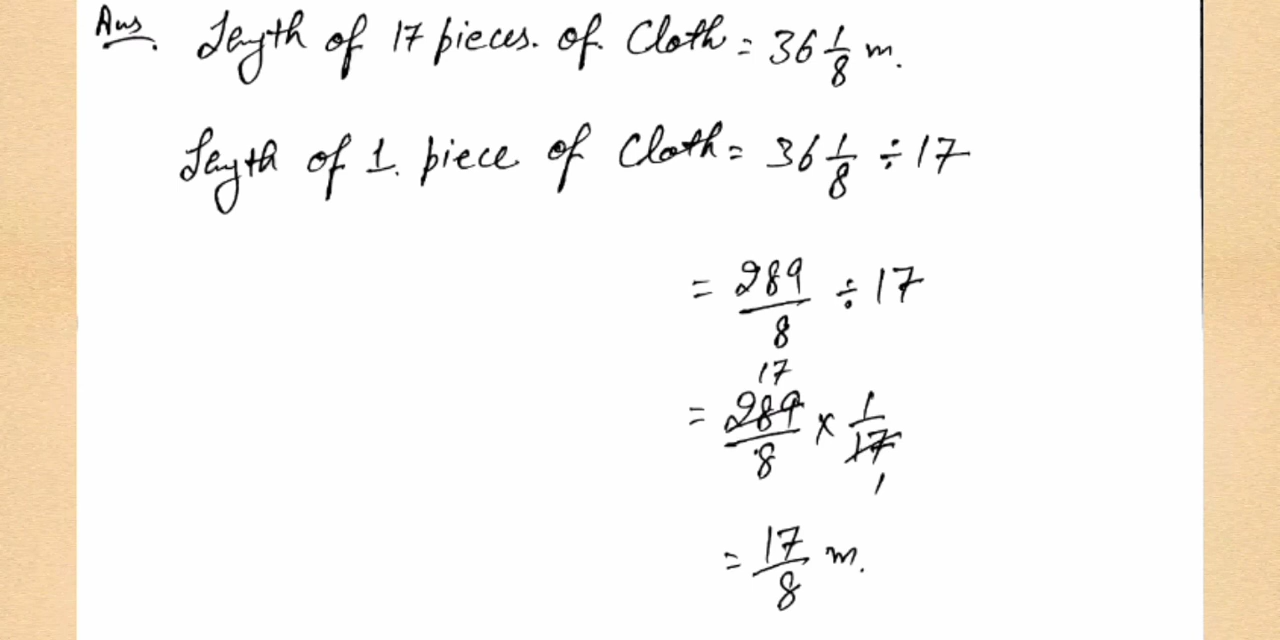 Ans. Length of 17 pieces. of. Cloth = 36 1/8 m.
Length of 1. piece of Cloth = 36 1/8 ÷ 17
= 289/8 ÷ 17
17
= 289/8 × 1/17
1
= 17/8 m.